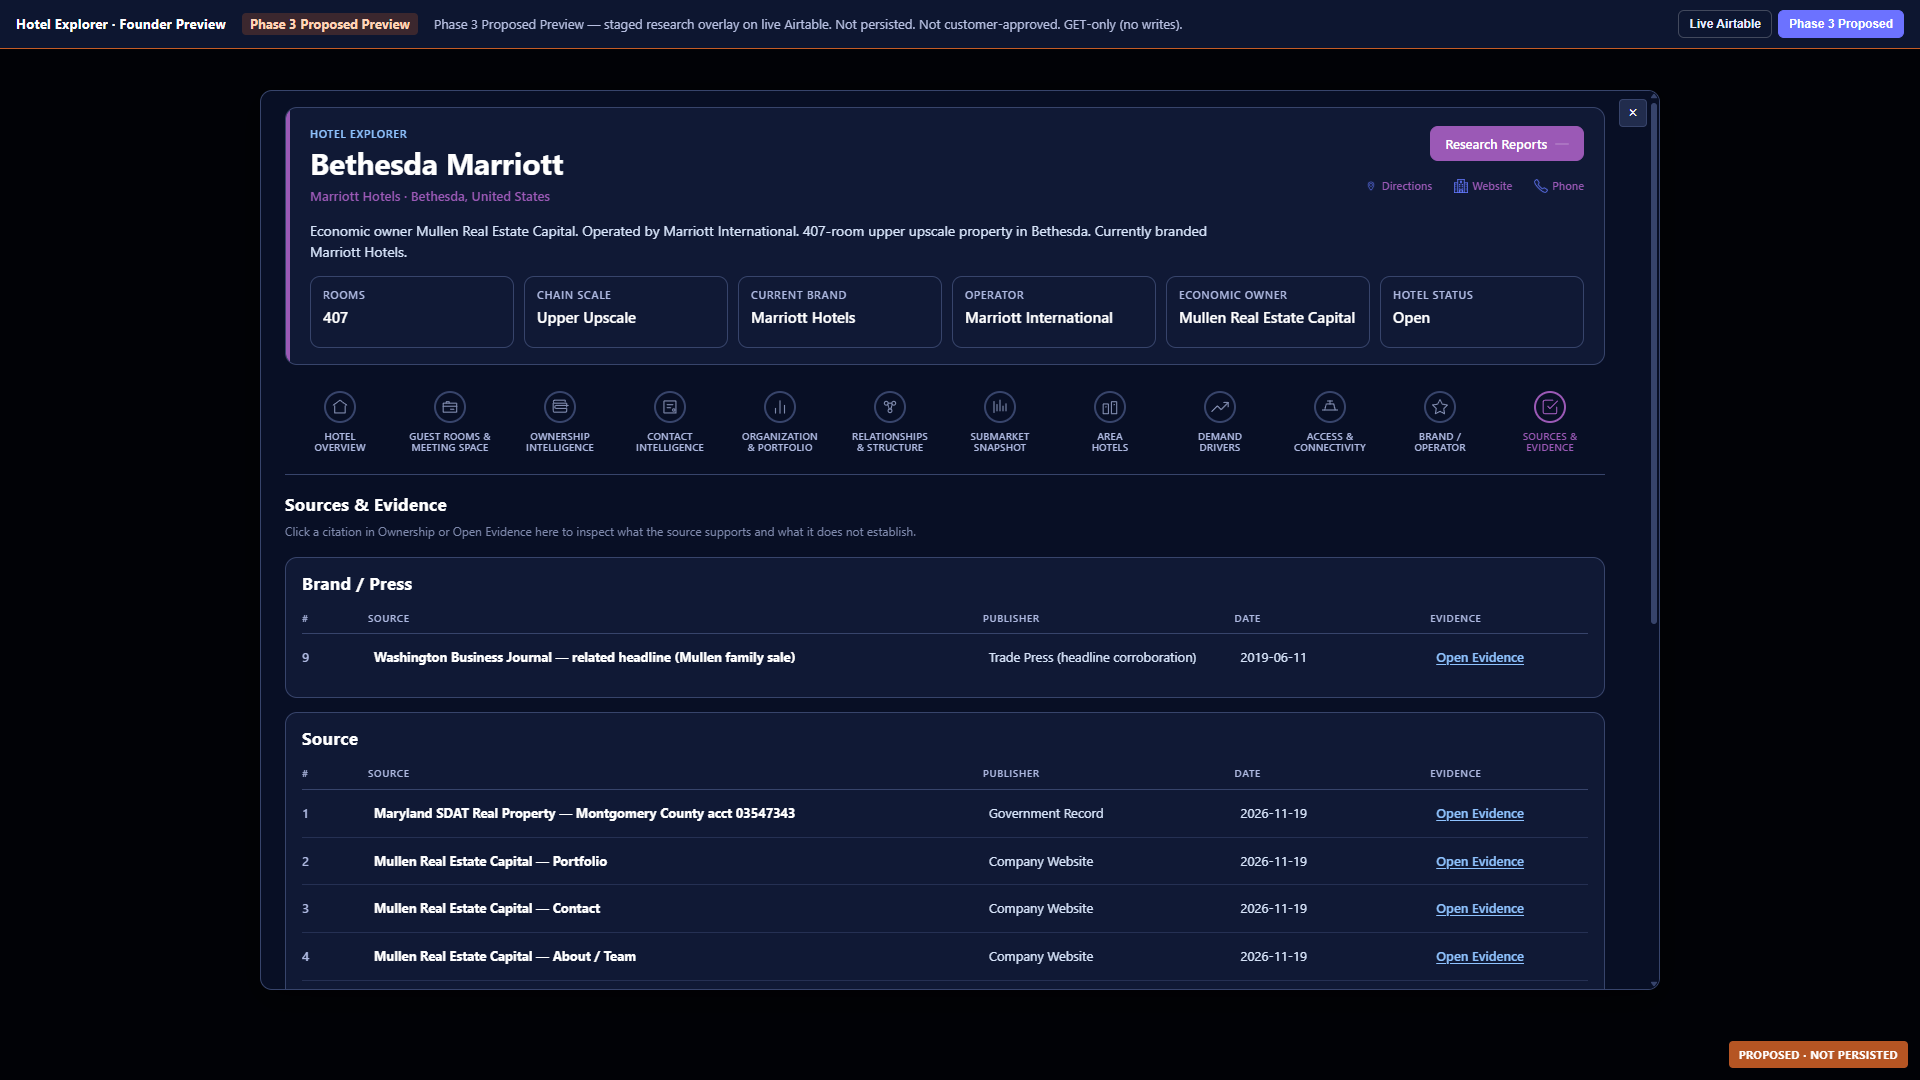 Hotel Explorer · Founder Preview
Phase 3 Proposed Preview
Phase 3 Proposed Preview — staged research overlay on live Airtable. Not persisted. Not customer-approved. GET-only (no writes).
Live Airtable
Phase 3 Proposed
×
HOTEL EXPLORER
Bethesda Marriott
Marriott Hotels · Bethesda, United States
Research Reports —
Directions
Website
Phone
Economic owner Mullen Real Estate Capital. Operated by Marriott International. 407-room upper upscale property in Bethesda. Currently branded
Marriott Hotels.
ROOMS
407
CHAIN SCALE
Upper Upscale
CURRENT BRAND
Marriott Hotels
OPERATOR
Marriott International
ECONOMIC OWNER
Mullen Real Estate Capital
HOTEL STATUS
Open
HOTEL
OVERVIEW
GUEST ROOMS &
MEETING SPACE
OWNERSHIP
INTELLIGENCE
CONTACT
INTELLIGENCE
ORGANIZATION
& PORTFOLIO
RELATIONSHIPS
& STRUCTURE
SUBMARKET
SNAPSHOT
AREA
HOTELS
DEMAND
DRIVERS
ACCESS &
CONNECTIVITY
BRAND /
OPERATOR
SOURCES &
EVIDENCE
Sources & Evidence
Click a citation in Ownership or Open Evidence here to inspect what the source supports and what it does not establish.
Brand / Press
# SOURCE PUBLISHER DATE EVIDENCE
9 Washington Business Journal — related headline (Mullen family sale) Trade Press (headline corroboration) 2019-06-11 Open Evidence
Source
# SOURCE PUBLISHER DATE EVIDENCE
1 Maryland SDAT Real Property — Montgomery County acct 03547343 Government Record 2026-11-19 Open Evidence
2 Mullen Real Estate Capital — Portfolio Company Website 2026-11-19 Open Evidence
3 Mullen Real Estate Capital — Contact Company Website 2026-11-19 Open Evidence
4 Mullen Real Estate Capital — About / Team Company Website 2026-11-19 Open Evidence
PROPOSED · NOT PERSISTED